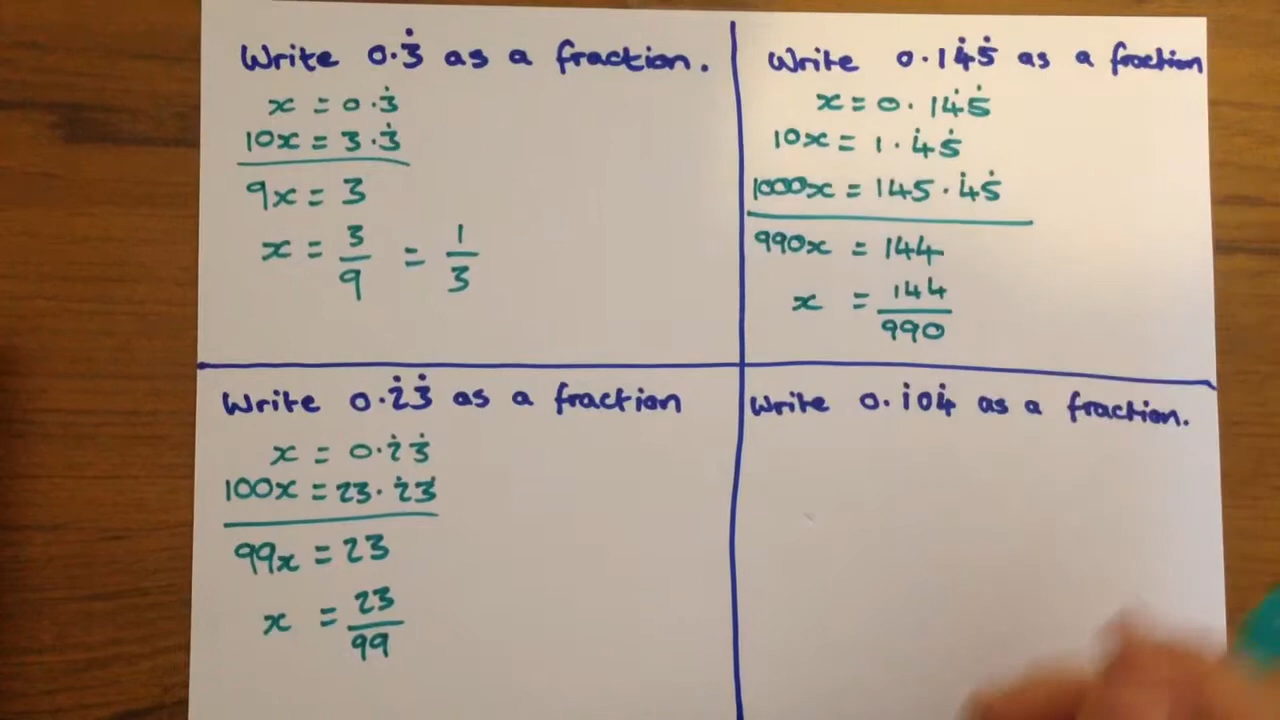 Write 0.3̇ as a fraction.
x = 0.3̇
10x = 3.3̇
9x = 3
x = 3/9 = 1/3
Write 0.14̇5̇ as a fraction
x = 0.14̇5̇
10x = 1.4̇5̇
1000x = 145.4̇5̇
990x = 144
x = 144/990
Write 0.2̇3̇ as a fraction
x = 0.2̇3̇
100x = 23.2̇3̇
99x = 23
x = 23/99
Write 0.1̇04̇ as a fraction.